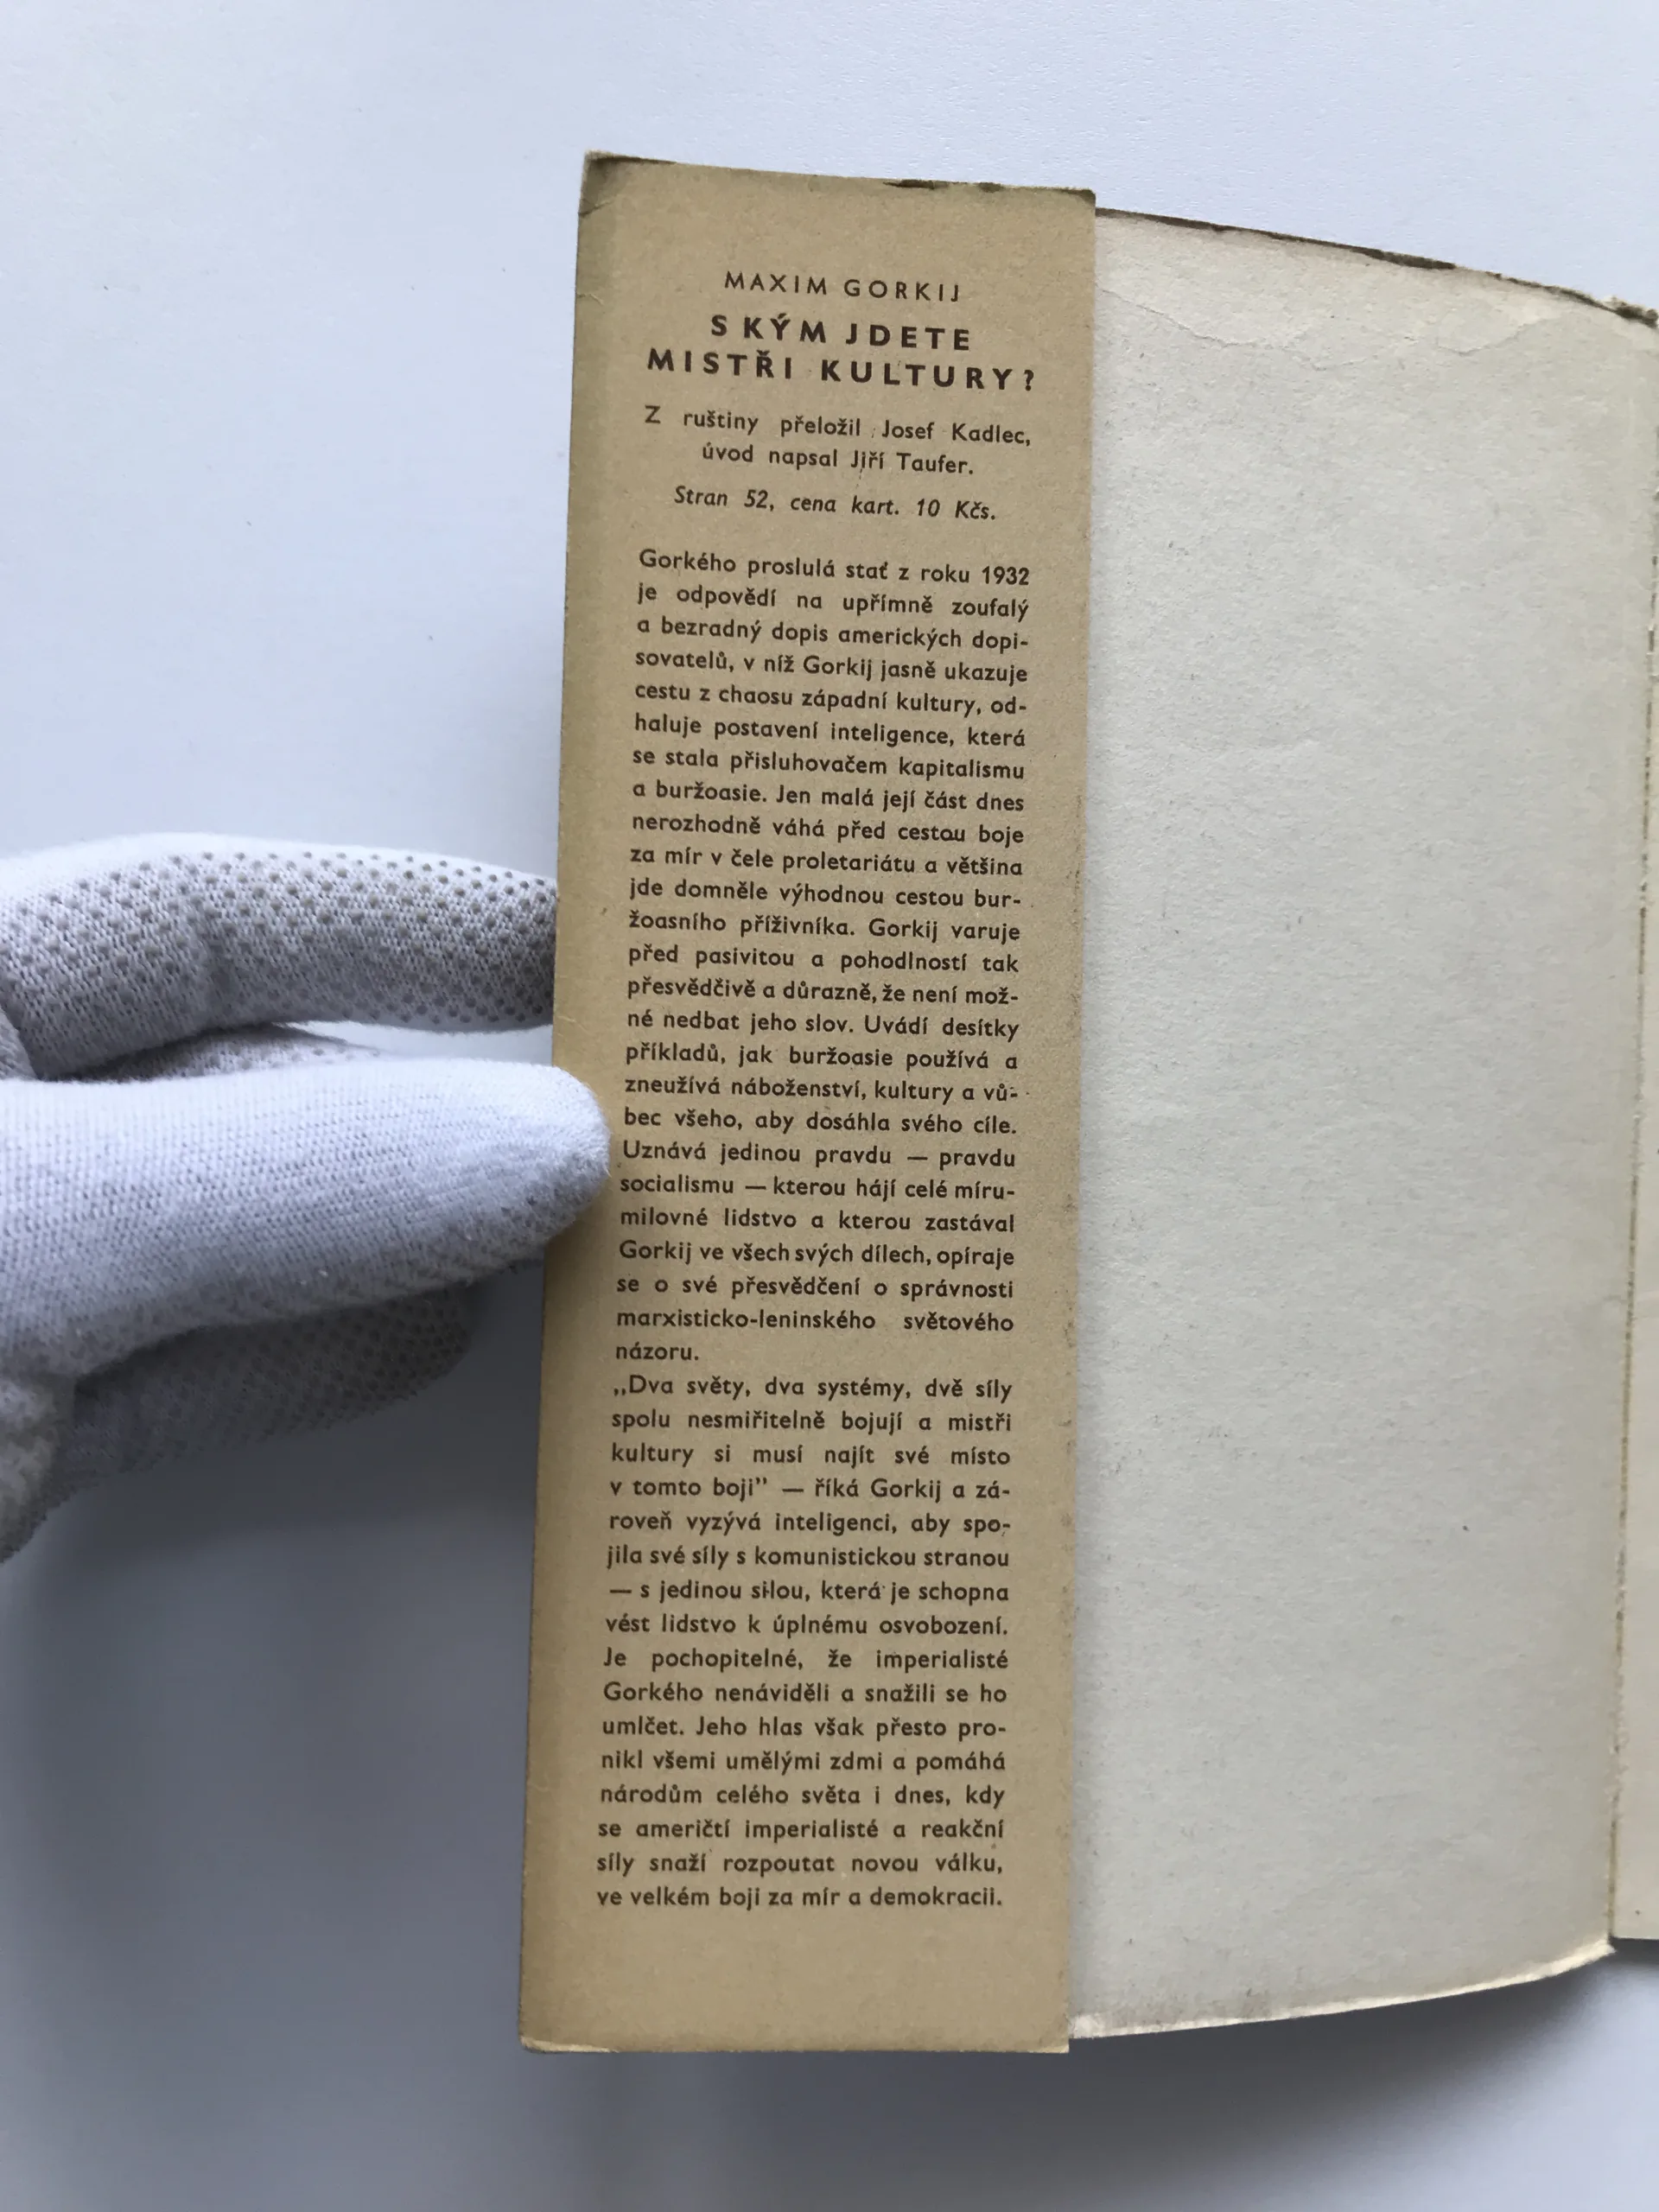 MAXIM GORKIJ
S KÝM JDETE
MISTŘI KULTURY?
Z ruštiny přeložil Josef Kadlec,
úvod napsal Jiří Taufer.
Stran 52, cena kart. 10 Kčs.
Gorkého proslulá stať z roku 1932
je odpovědí na upřímně zoufalý
a bezradný dopis amerických dopi-
sovatelů, v níž Gorkij jasně ukazuje
cestu z chaosu západní kultury, od-
haluje postavení inteligence, která
se stala přisluhovačem kapitalismu
a buržoasie. Jen malá její část dnes
nerozhodně váhá před cestou boje
za mír v čele proletariátu a většina
jde domněle výhodnou cestou bur-
žoasního příživníka. Gorkij varuje
před pasivitou a pohodlností tak
přesvědčivě a důrazně, že není mož-
né nedbat jeho slov. Uvádí desítky
příkladů, jak buržoasie používá a
zneužívá náboženství, kultury a vů-
bec všeho, aby dosáhla svého cíle.
Uznává jedinou pravdu — pravdu
socialismu — kterou hájí celé míru-
milovné lidstvo a kterou zastával
Gorkij ve všech svých dílech, opíraje
se o své přesvědčení o správnosti
marxisticko-leninského světového
názoru.
„Dva světy, dva systémy, dvě síly
spolu nesmiřitelně bojují a mistři
kultury si musí najít své místo
v tomto boji” — říká Gorkij a zá-
roveň vyzývá inteligenci, aby spo-
jila své síly s komunistickou stranou
— s jedinou silou, která je schopna
vést lidstvo k úplnému osvobození.
Je pochopitelné, že imperialisté
Gorkého nenáviděli a snažili se ho
umlčet. Jeho hlas však přesto pro-
nikl všemi umělými zdmi a pomáhá
národům celého světa i dnes, kdy
se američtí imperialisté a reakční
síly snaží rozpoutat novou válku,
ve velkém boji za mír a demokracii.